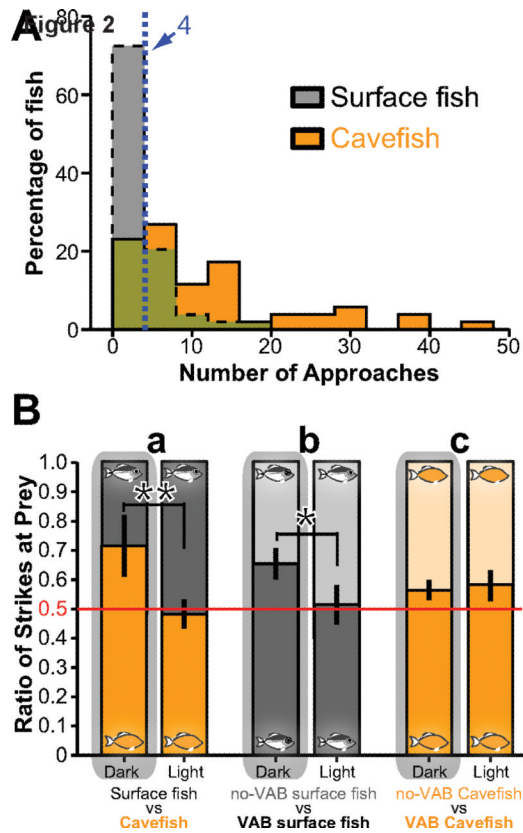 A
Figure 2
4
80
60
40
20
0
Percentage of fish
Surface fish
Cavefish
0 10 20 30 40 50
Number of Approaches
B
a b c
1.0
0.9
0.8
0.7
0.6
0.5
0.4
0.3
0.2
0.1
0
Ratio of Strikes at Prey
** *
Dark Light Dark Light Dark Light
Surface fish no-VAB surface fish no-VAB Cavefish
vs vs vs
Cavefish VAB surface fish VAB Cavefish